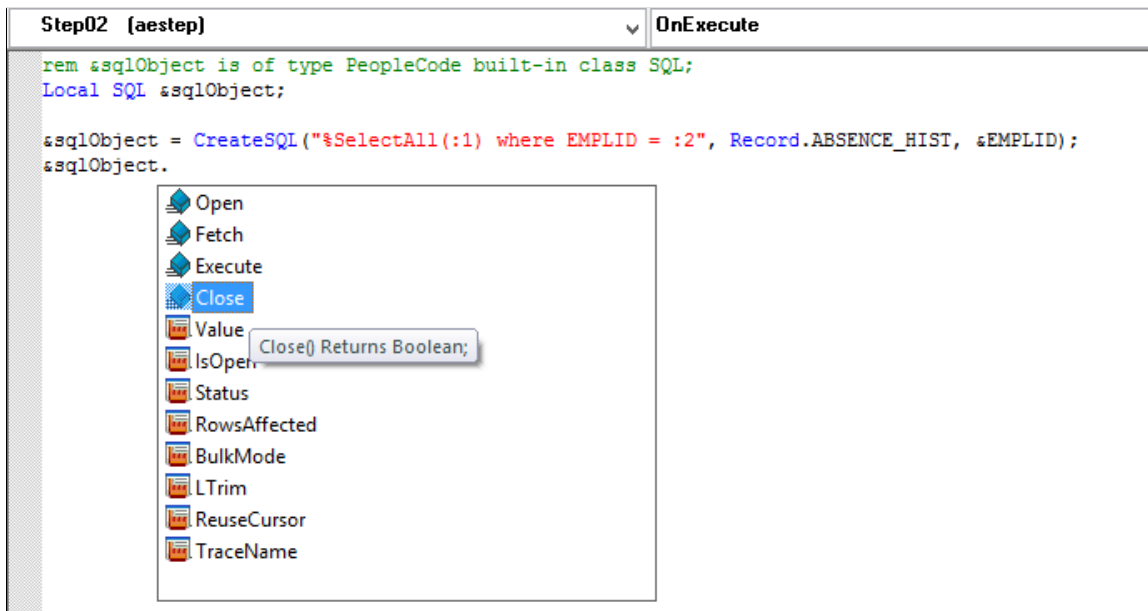 Step02 (aestep) OnExecute
rem &sqlObject is of type PeopleCode built-in class SQL;
Local SQL &sqlObject;
&sqlObject = CreateSQL("%SelectAll(:1) where EMPLID = :2", Record.ABSENCE_HIST, &EMPLID);
&sqlObject.
Open
Fetch
Execute
Close
Value
Close() Returns Boolean;
IsOpen
Status
RowsAffected
BulkMode
LTrim
ReuseCursor
TraceName